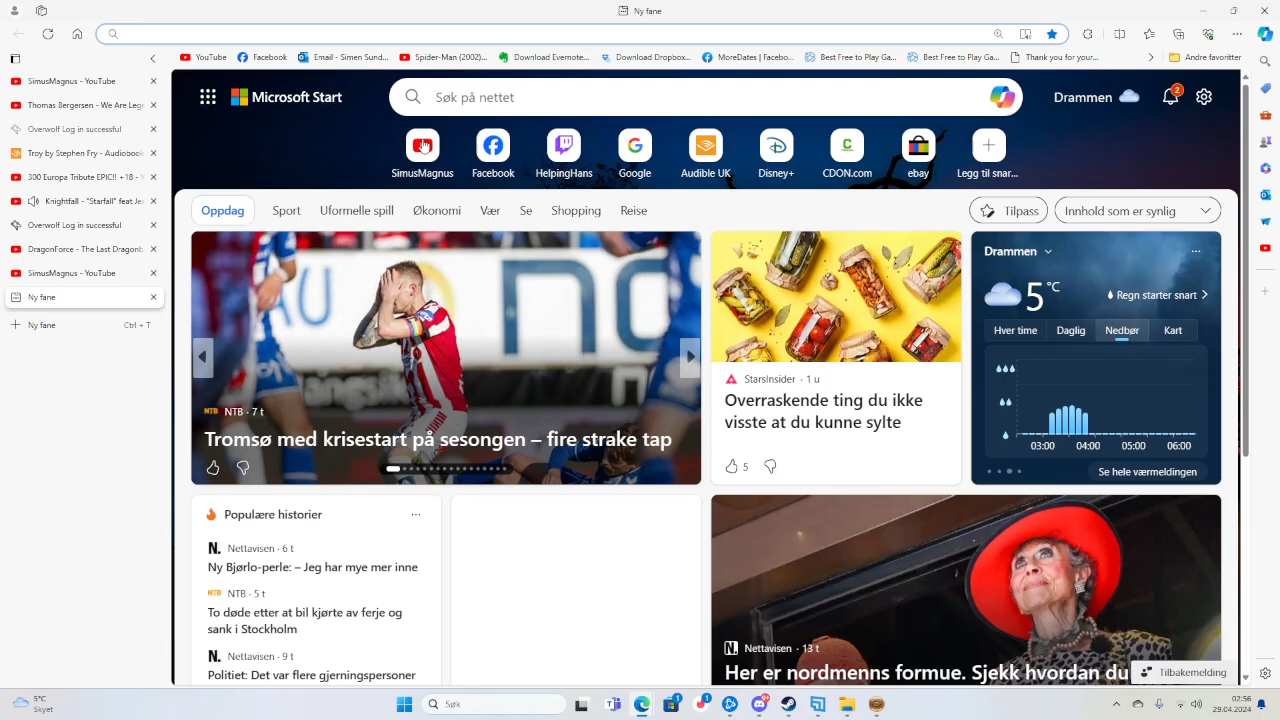 Ny fane
YouTube
Facebook
Email - Simen Sund...
Spider-Man (2002)...
Download Evernote...
Download Dropbox...
MoreDates | Facebo...
Best Free to Play Ga...
Best Free to Play Ga...
Thank you for your...
Andre favoritter
SimusMagnus - YouTube
Thomas Bergersen - We Are Lege
Overwolf Log in successful
Troy by Stephen Fry - Audiobook
300 Europa Tribute EPIC!! +18 - Y
Knightfall - "Starfall" feat Je
Overwolf Log in successful
DragonForce - The Last Dragonb
SimusMagnus - YouTube
Ny fane
Ny fane Ctrl + T
Microsoft Start
Søk på nettet
Drammen
2
SimusMagnus
Facebook
HelpingHans
Google
Audible UK
Disney+
CDON.com
ebay
Legg til snar...
Oppdag
Sport
Uformelle spill
Økonomi
Vær
Se
Shopping
Reise
Tilpass
Innhold som er synlig
NTB · 7 t
Tromsø med krisestart på sesongen – fire strake tap
StarsInsider · 1 u
Overraskende ting du ikke
visste at du kunne sylte
5
Drammen
5 °C
Regn starter snart
Hver time
Daglig
Nedbør
Kart
03:00 04:00 05:00 06:00
Se hele værmeldingen
Populære historier
Nettavisen · 6 t
Ny Bjørlo-perle: – Jeg har mye mer inne
NTB · 5 t
To døde etter at bil kjørte av ferje og
sank i Stockholm
Nettavisen · 9 t
Politiet: Det var flere gjerningspersoner
Nettavisen · 13 t
Her er nordmenns formue. Sjekk hvordan du
Tilbakemelding
5°C
Skyet
Søk
1
1
9+
02:56
29.04.2024